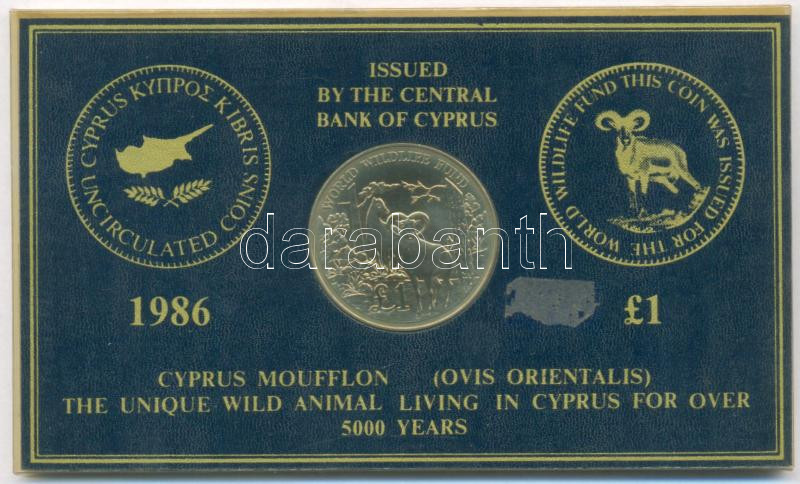 CYPRUS ΚΥΠΡΟΣ KIBRIS
UNCIRCULATED COINS
ISSUED
BY THE CENTRAL
BANK OF CYPRUS
THIS COIN WAS ISSUED FOR THE WORLD WILDLIFE FUND
WORLD WILDLIFE FUND
£1
darabanth
1986
£1
CYPRUS MOUFFLON (OVIS ORIENTALIS)
THE UNIQUE WILD ANIMAL LIVING IN CYPRUS FOR OVER
5000 YEARS